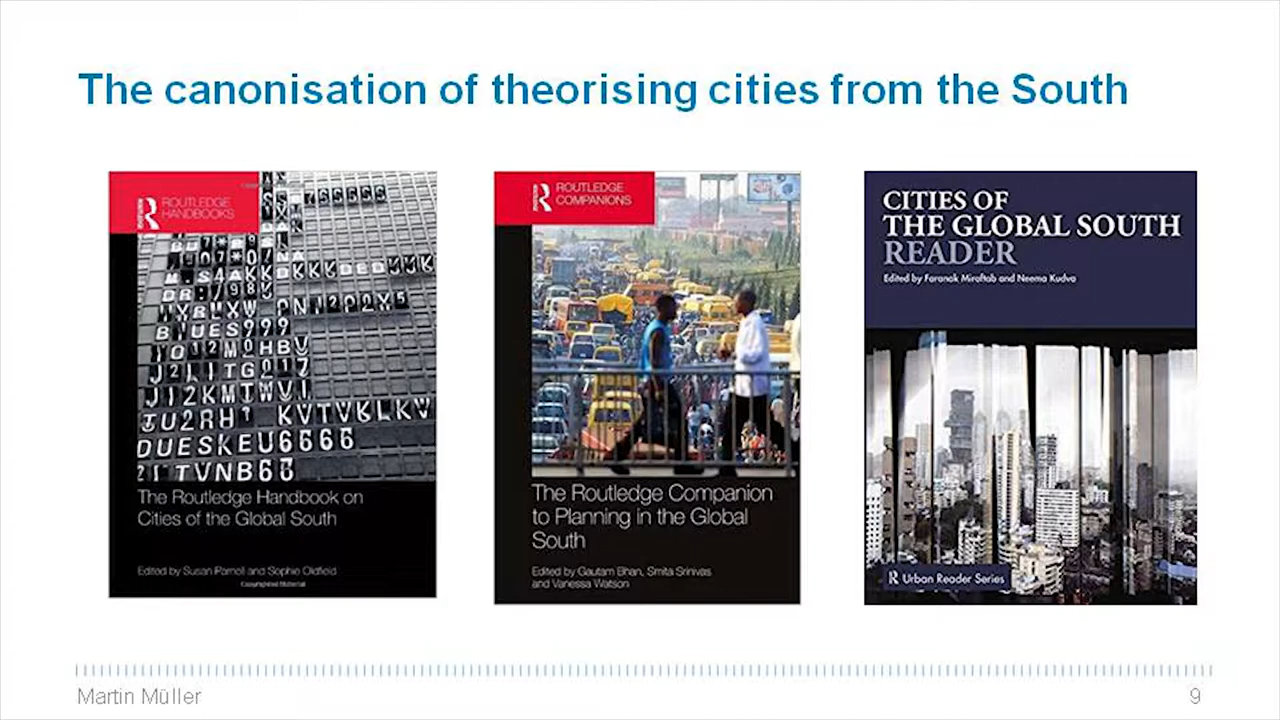 The canonisation of theorising cities from the South
ROUTLEDGE
HANDBOOKS
The Routledge Handbook on
Cities of the Global South
Edited by Susan Parnell and Sophie Oldfield
Copyrighted Material
ROUTLEDGE
COMPANIONS
The Routledge Companion
to Planning in the Global
South
Edited by Gautam Bhan, Smita Srinivas
and Vanessa Watson
CITIES OF
THE GLOBAL SOUTH
READER
Edited by Faranak Miraftab and Neema Kudva
Urban Reader Series
Martin Müller
9